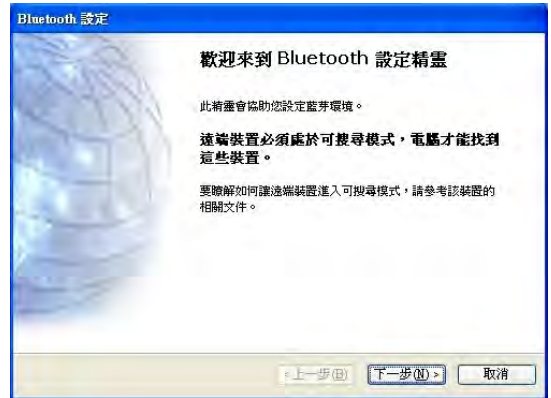 Bluetooth 設定
歡迎來到 Bluetooth 設定精靈
此精靈會協助您設定藍芽環境。
遠端裝置必須處於可搜尋模式，電腦才能找到
這些裝置。
要瞭解如何讓遠端裝置進入可搜尋模式，請參考該裝置的
相關文件。
<上一步(B)
下一步(N) >
取消